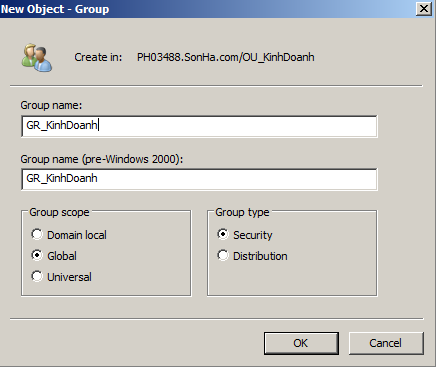 New Object - Group
Create in: PH03488.SonHa.com/OU_KinhDoanh
Group name:
GR_KinhDoanh
Group name (pre-Windows 2000):
GR_KinhDoanh
Group scope
Domain local
Global
Universal
Group type
Security
Distribution
OK
Cancel